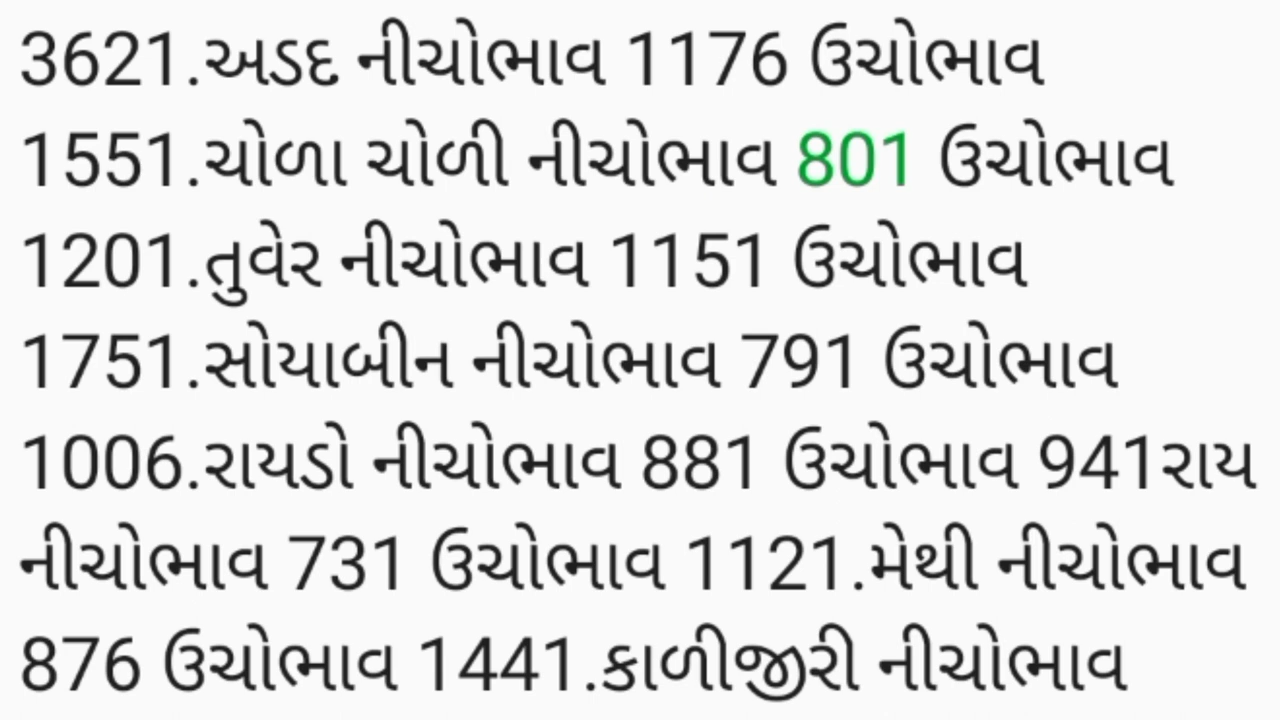 3621.અડદ નીચોભાવ 1176 ઉચોભાવ
1551.ચોળા ચોળી નીચોભાવ 801 ઉચોભાવ
1201.તુવેર નીચોભાવ 1151 ઉચોભાવ
1751.સોયાબીન નીચોભાવ 791 ઉચોભાવ
1006.રાયડો નીચોભાવ 881 ઉચોભાવ 941રાય
નીચોભાવ 731 ઉચોભાવ 1121.મેથી નીચોભાવ
876 ઉચોભાવ 1441.કાળીજીરી નીચોભાવ